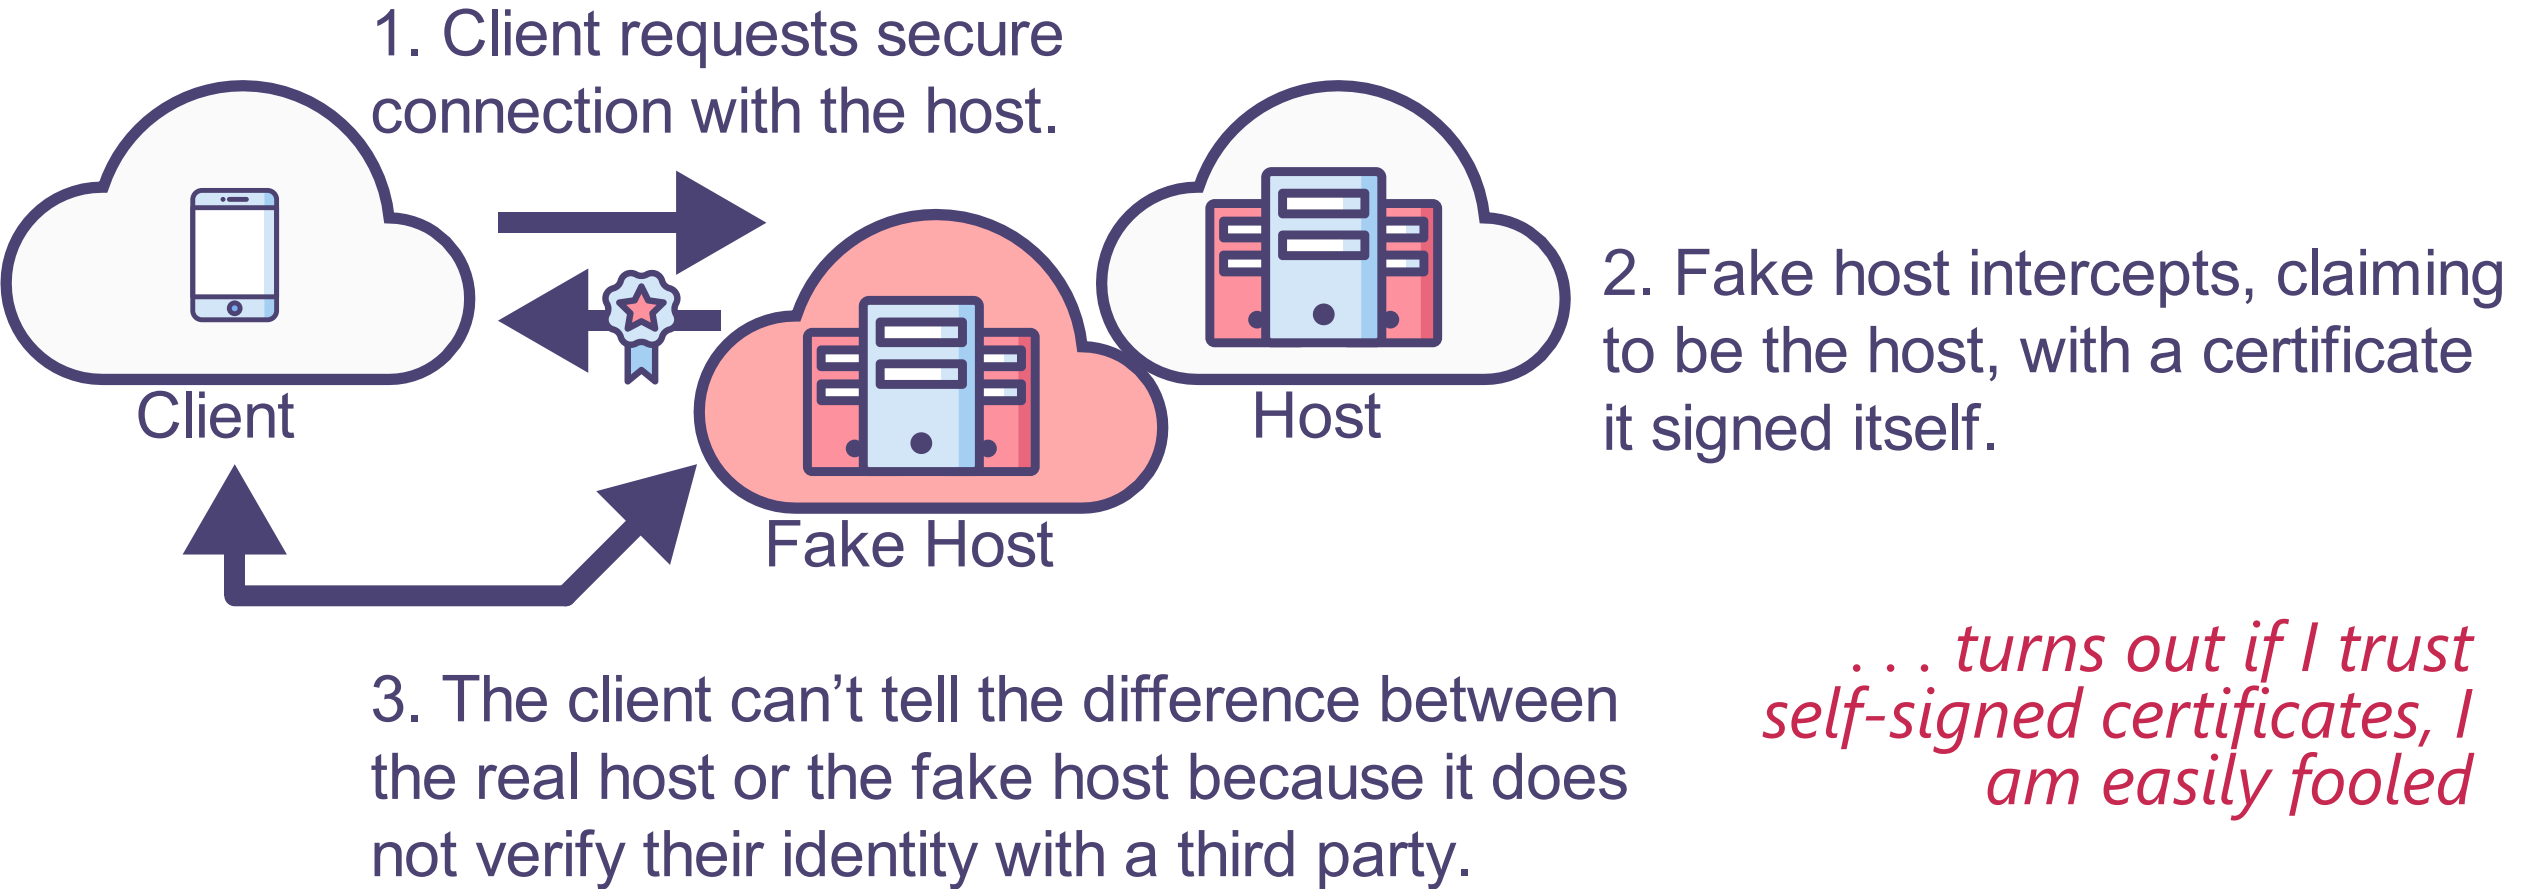 1. Client requests secure
connection with the host.
Client
Fake Host
Host
2. Fake host intercepts, claiming
to be the host, with a certificate
it signed itself.
3. The client can’t tell the difference between
the real host or the fake host because it does
not verify their identity with a third party.
. . . turns out if I trust
self-signed certificates, I
am easily fooled